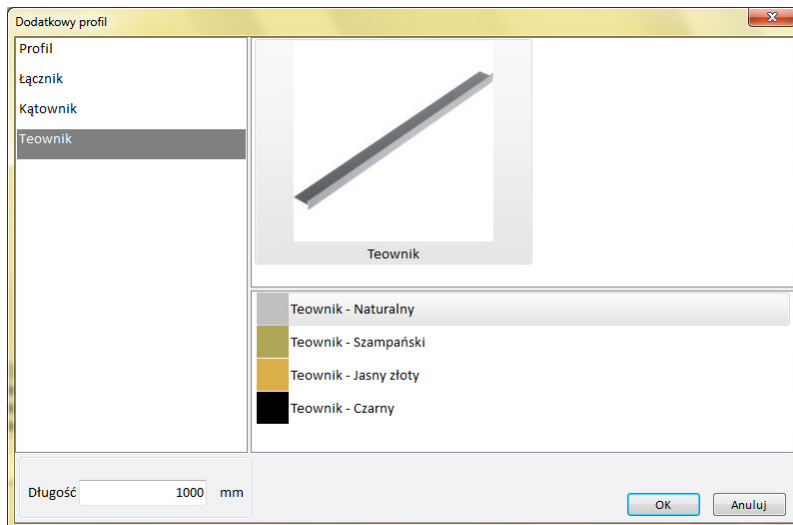 Dodatkowy profil
Profil
Łącznik
Kątownik
Teownik
Teownik
Teownik - Naturalny
Teownik - Szampański
Teownik - Jasny złoty
Teownik - Czarny
Długość 1000 mm
OK Anuluj